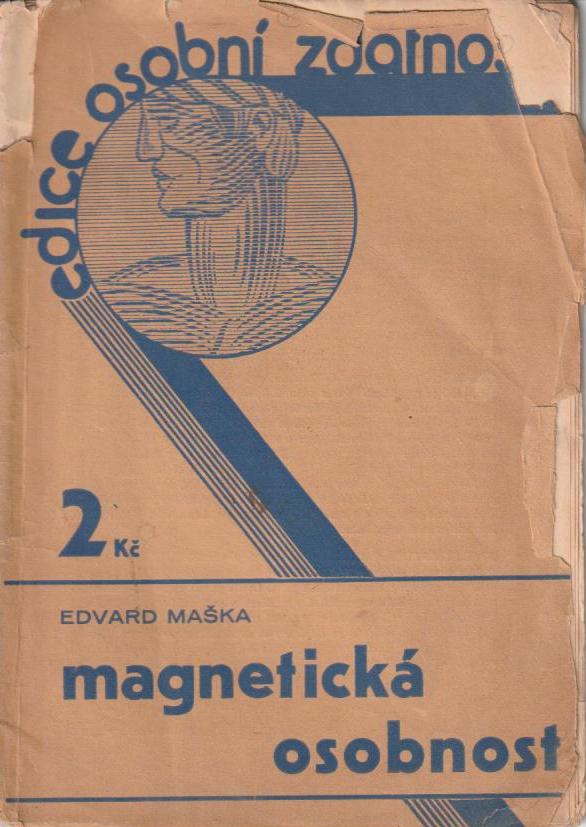 edice osobní zdatno
2 Kč
EDVARD MAŠKA
magnetická
osobnost